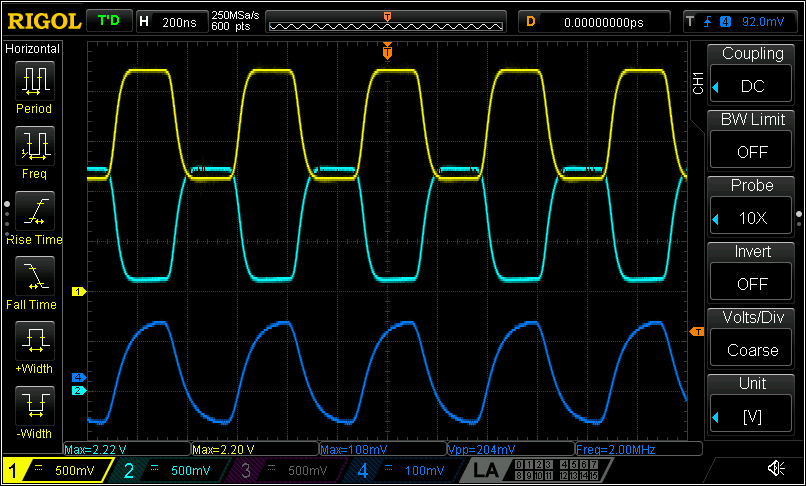 RIGOL T'D H 200ns 250MSa/s D 0.00000000ps T 4 92.0mV
600 pts
Horizontal
Period
Freq
Rise Time
Fall Time
+Width
-Width
T
1
4
2
T
CH1
Coupling
DC
BW Limit
OFF
Probe
10X
Invert
OFF
Volts/Div
Coarse
Unit
[V]
Max=2.22 V Max=2.20 V Max=108mV Vpp=204mV Freq=2.00MHz
1 500mV 2 500mV 3 500mV 4 100mV LA 0 1 2 3 4 5 6 7
8 9 10 11 12 13 14 15